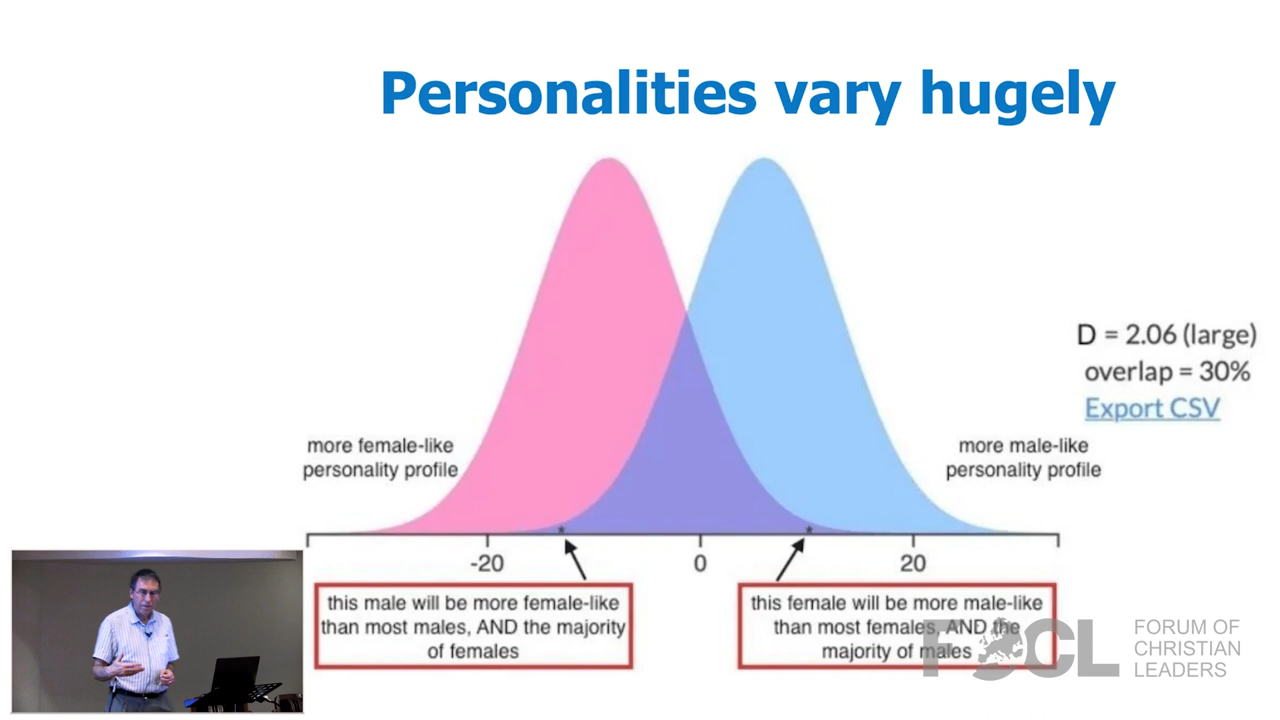 Personalities vary hugely
D = 2.06 (large)
overlap = 30%
Export CSV
more female-like
personality profile
more male-like
personality profile
-20
0
20
this male will be more female-like
than most males, AND the majority
of females
this female will be more male-like
than most females, AND the
majority of males
FOCL
FORUM OF
CHRISTIAN
LEADERS